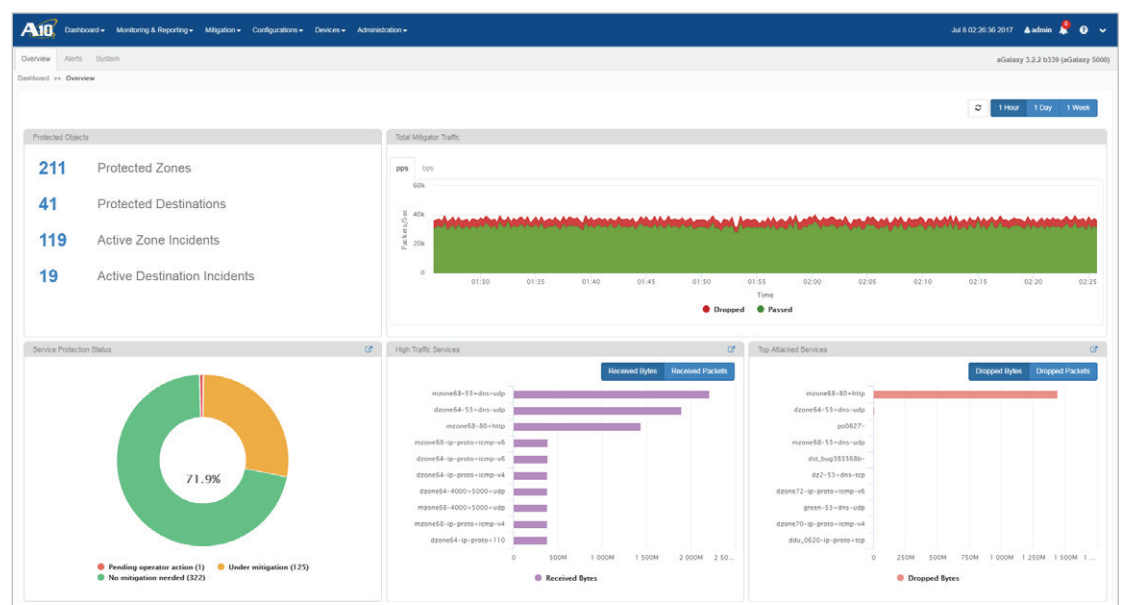 A10 Dashboard Monitoring & Reporting Mitigation Configurations Devices Administration Jul 8 02:26:36 2017 admin
Overview Alerts System aGalaxy 3.2.2 b339 (aGalaxy 5000)
Dashboard >> Overview
1 Hour 1 Day 1 Week
Protected Objects
211 Protected Zones
41 Protected Destinations
119 Active Zone Incidents
19 Active Destination Incidents
Total Mitigator Traffic
pps bps
60k
40k
20k
0
Packets/Sec
01:30 01:35 01:40 01:45 01:50 01:55 02:00 02:05 02:10 02:15 02:20 02:25
Time
Dropped Passed
Service Protection Status
71.9%
Pending operator action (1) Under mitigation (125)
No mitigation needed (322)
High Traffic Services
Received Bytes Received Packets
mzone68-53+dns-udp
dzone64-53+dns-udp
mzone68-80+http
mzone68-ip-proto+icmp-v6
dzone64-ip-proto+icmp-v6
dzone64-ip-proto+icmp-v4
dzone64-4000+5000+udp
mzone68-4000+5000+udp
mzone68-ip-proto+icmp-v4
dzone64-ip-proto+110
0 500M 1 000M 1 500M 2 000M 2 50...
Received Bytes
Top Attacked Services
Dropped Bytes Dropped Packets
mzone68-80+http
dzone64-53+dns-udp
po0627-
mzone68-53+dns-udp
dst_bug383368b-
dz2-53+dns-tcp
dzone72-ip-proto+icmp-v6
green-53+dns-udp
dzone70-ip-proto+icmp-v4
ddu_0620-ip-proto+tcp
0 250M 500M 750M 1 000M 1 250M 1 500M 1 ...
Dropped Bytes